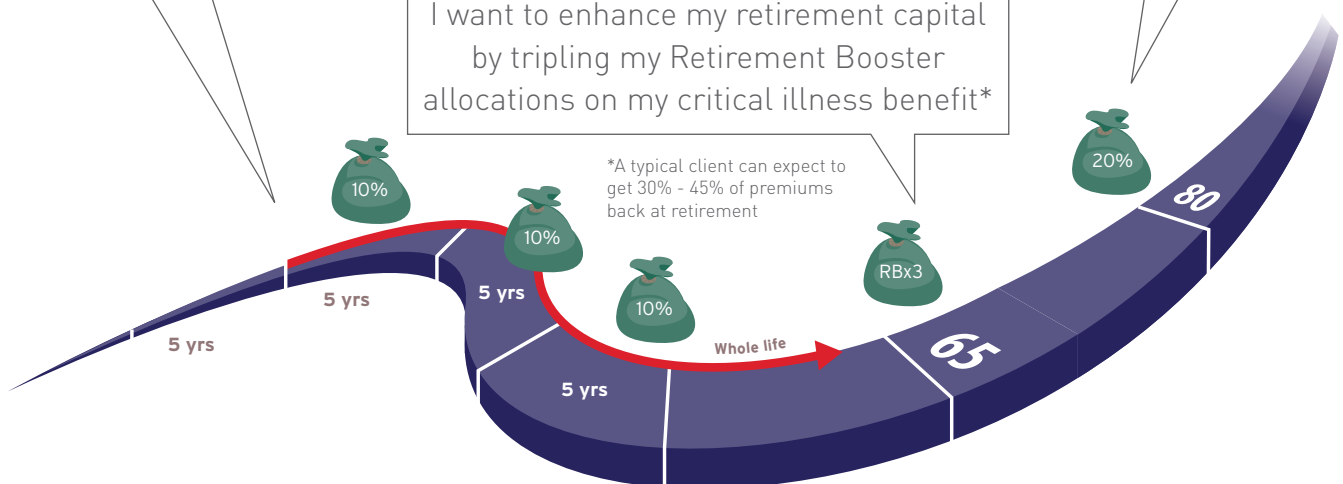 I want to enhance my retirement capital
by tripling my Retirement Booster
allocations on my critical illness benefit*
*A typical client can expect to
get 30% - 45% of premiums
back at retirement
10%
10%
10%
RBx3
20%
5 yrs
5 yrs
5 yrs
5 yrs
Whole life
65
80